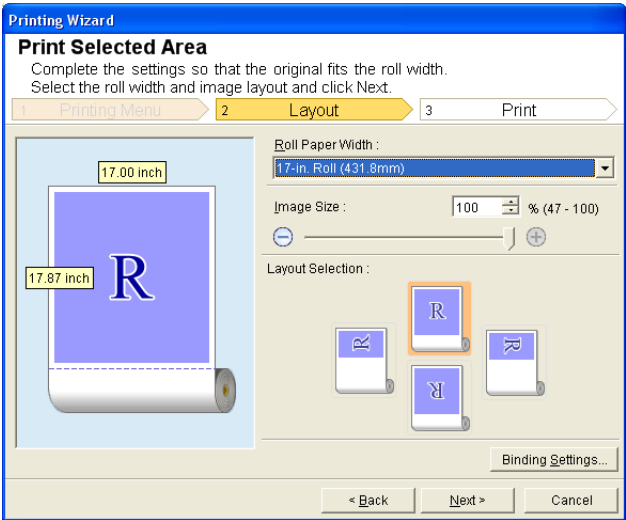 Printing Wizard
Print Selected Area
Complete the settings so that the original fits the roll width.
Select the roll width and image layout and click Next.
1 Printing Menu 2 Layout 3 Print
Roll Paper Width :
17-in. Roll (431.8mm)
17.00 inch
Image Size : 100 % (47 - 100)
17.87 inch
R
Layout Selection :
R
R
R
R
Binding Settings...
< Back Next > Cancel